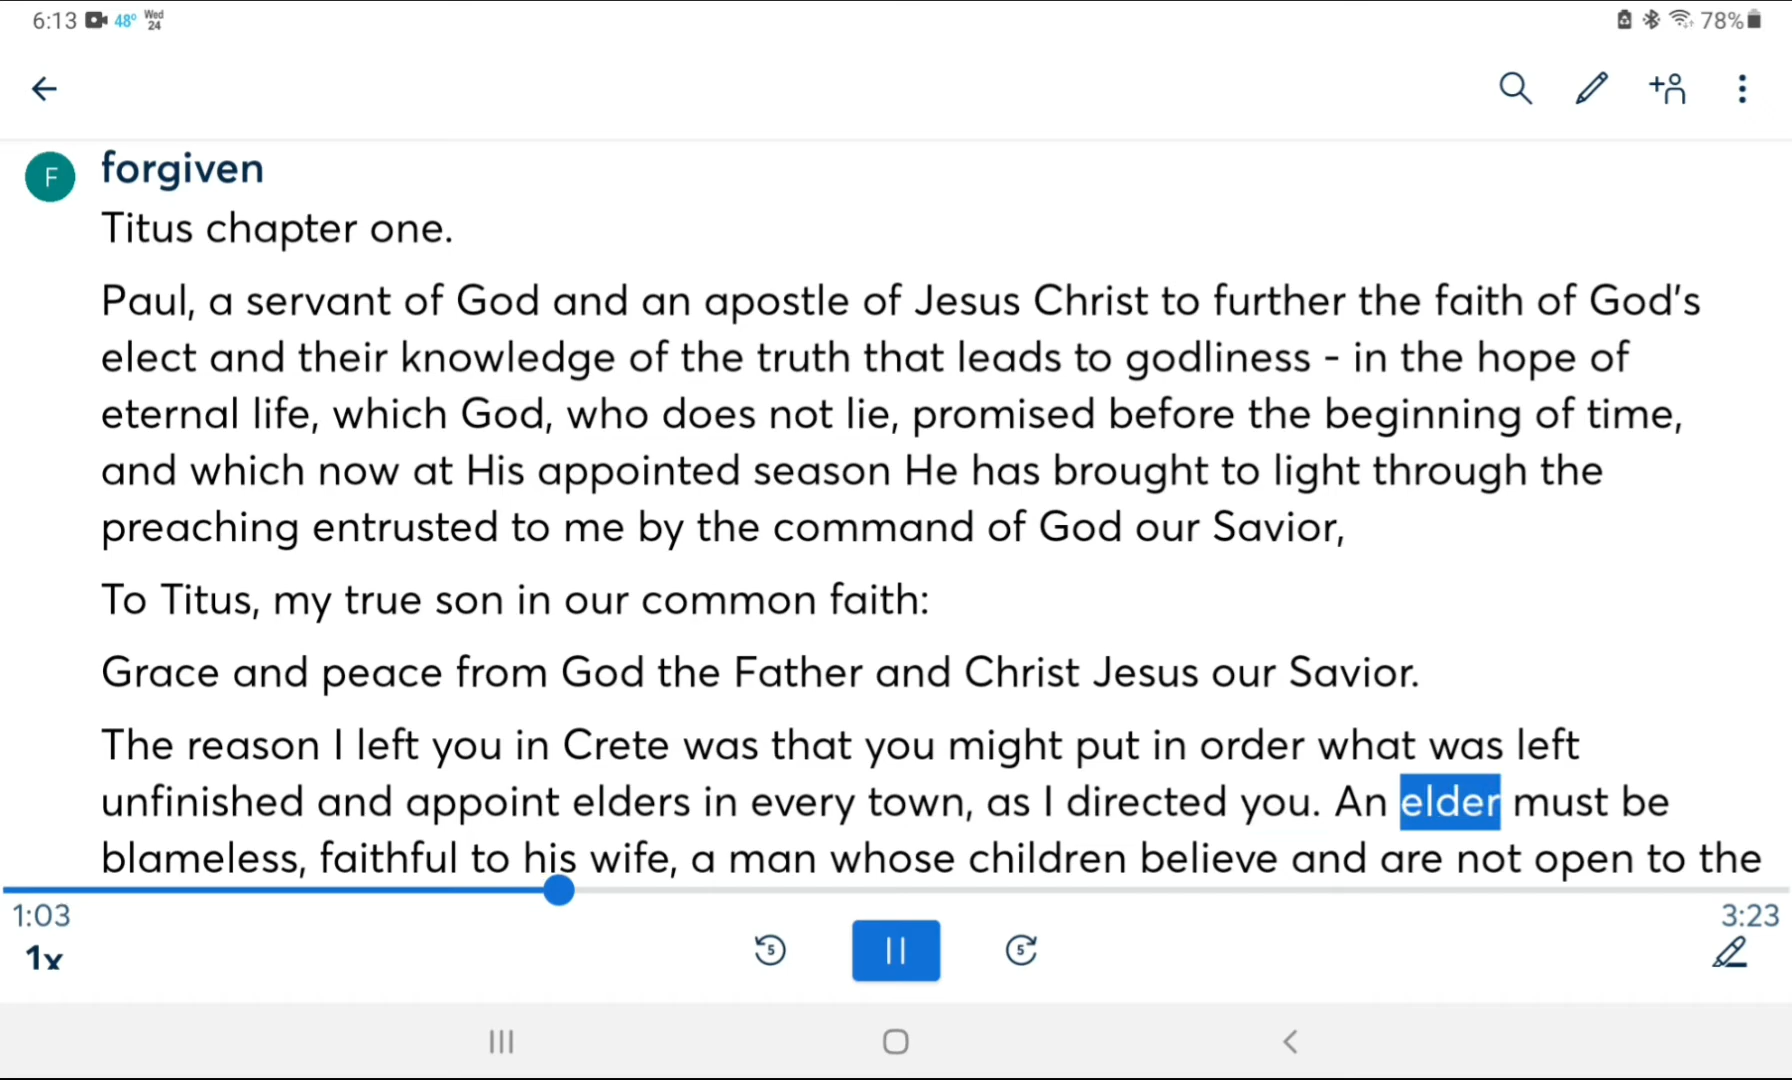 6:13 48° Wed 24 78%
F forgiven
Titus chapter one.
Paul, a servant of God and an apostle of Jesus Christ to further the faith of God's
elect and their knowledge of the truth that leads to godliness - in the hope of
eternal life, which God, who does not lie, promised before the beginning of time,
and which now at His appointed season He has brought to light through the
preaching entrusted to me by the command of God our Savior,
To Titus, my true son in our common faith:
Grace and peace from God the Father and Christ Jesus our Savior.
The reason I left you in Crete was that you might put in order what was left
unfinished and appoint elders in every town, as I directed you. An elder must be
blameless, faithful to his wife, a man whose children believe and are not open to the
1:03 3:23
1x 5 5